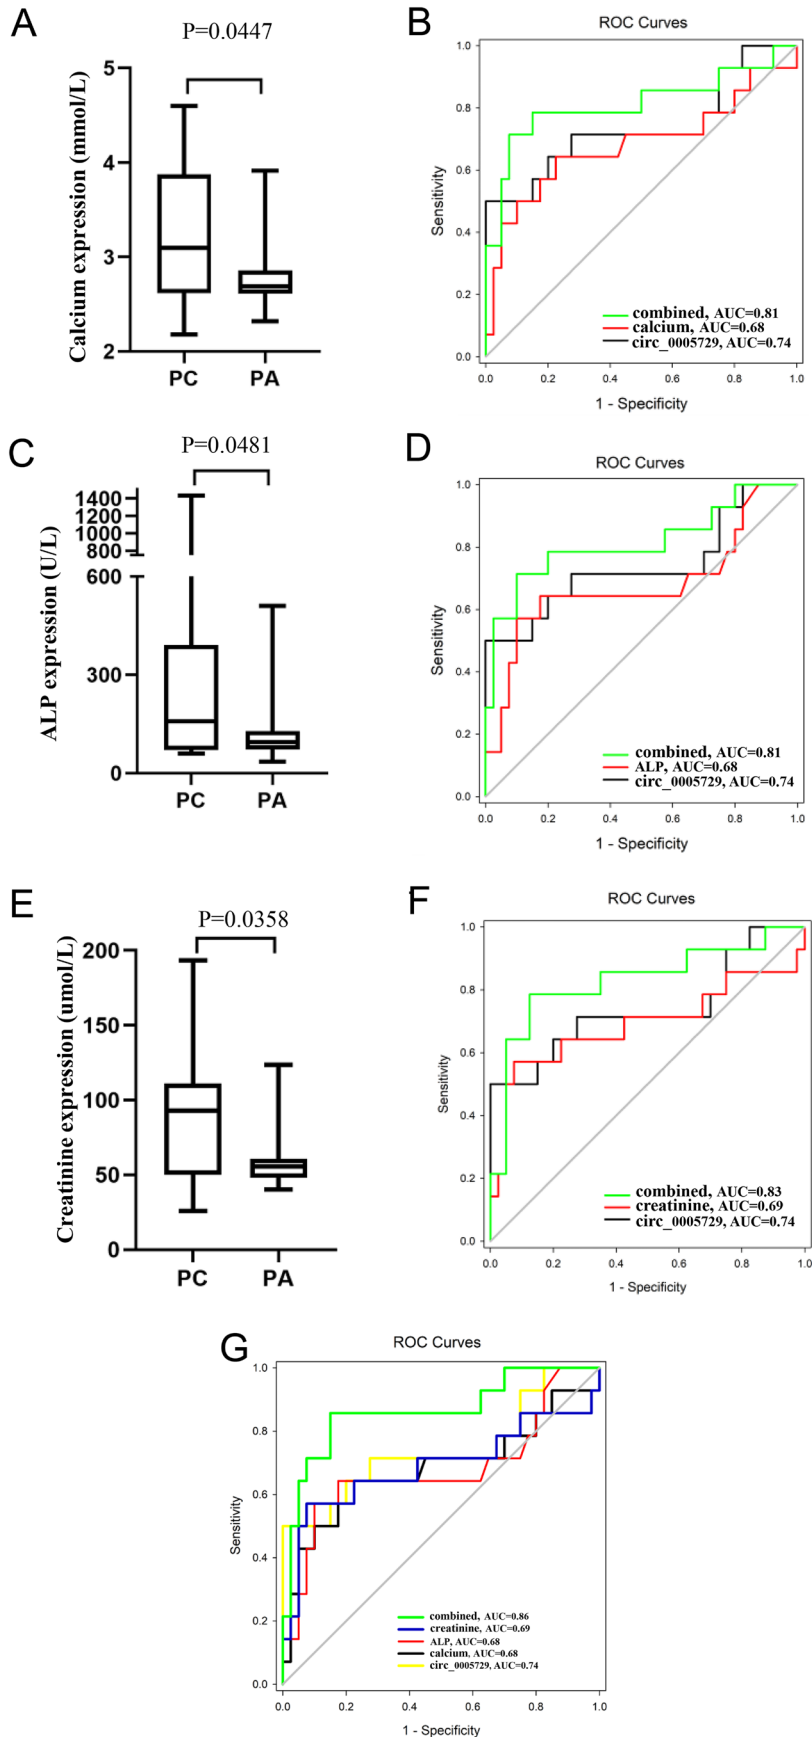 A
P=0.0447
Calcium expression (mmol/L)
5
4
3
2
PC PA
B
ROC Curves
Sensitivity
1.0
0.8
0.6
0.4
0.2
0.0
combined, AUC=0.81
calcium, AUC=0.68
circ_0005729, AUC=0.74
0.0 0.2 0.4 0.6 0.8 1.0
1 - Specificity
C
P=0.0481
ALP expression (U/L)
1400
1200
1000
800
600
300
0
PC PA
D
ROC Curves
Sensitivity
1.0
0.8
0.6
0.4
0.2
0.0
combined, AUC=0.81
ALP, AUC=0.68
circ_0005729, AUC=0.74
0.0 0.2 0.4 0.6 0.8 1.0
1 - Specificity
E
P=0.0358
Creatinine expression (umol/L)
200
150
100
50
0
PC PA
F
ROC Curves
Sensitivity
1.0
0.8
0.6
0.4
0.2
0.0
combined, AUC=0.83
creatinine, AUC=0.69
circ_0005729, AUC=0.74
0.0 0.2 0.4 0.6 0.8 1.0
1 - Specificity
G
ROC Curves
Sensitivity
1.0
0.8
0.6
0.4
0.2
0.0
combined, AUC=0.86
creatinine, AUC=0.69
ALP, AUC=0.68
calcium, AUC=0.68
circ_0005729, AUC=0.74
0.0 0.2 0.4 0.6 0.8 1.0
1 - Specificity